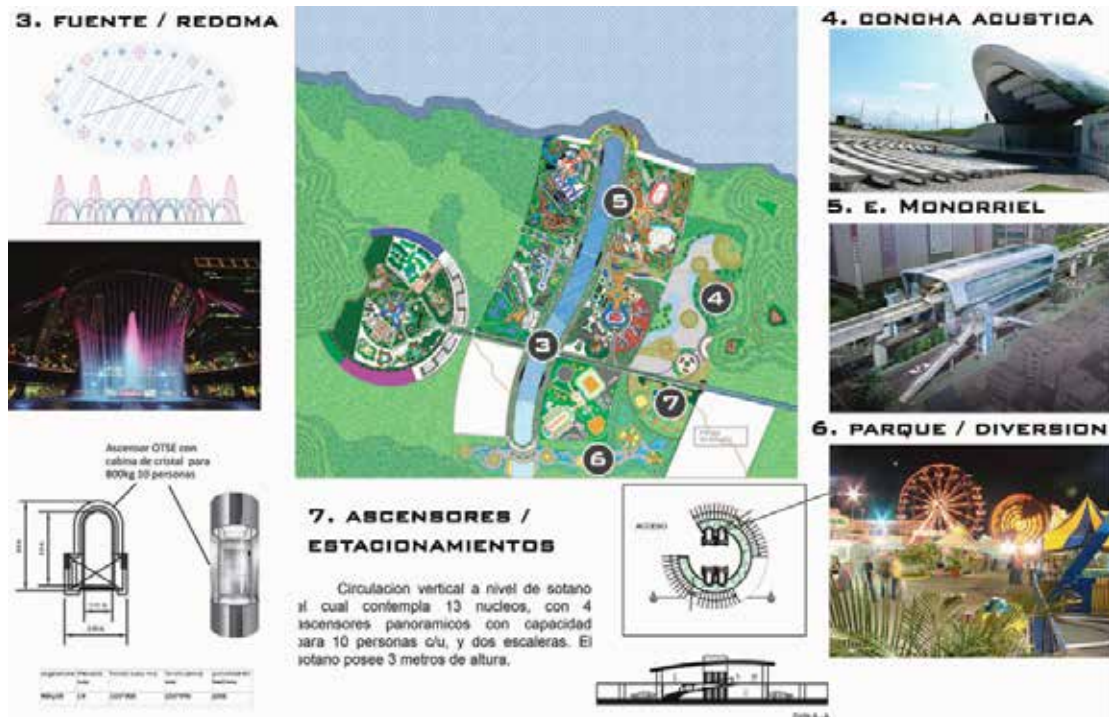 3. FUENTE / REDOMA
4. CONCHA ACUSTICA
5. E. MONORRIEL
6. PARQUE / DIVERSION
5
4
3
7
6
Ascensor OTSE con
cabina de cristal para
800kg 10 personas
7. ASCENSORES /
ESTACIONAMIENTOS
Circulacion vertical a nivel de sotano
el cual contempla 13 nucleos, con 4
ascensores panoramicos con capacidad
para 10 personas c/u, y dos escaleras. El
sotano posee 3 metros de altura.
ACCESO